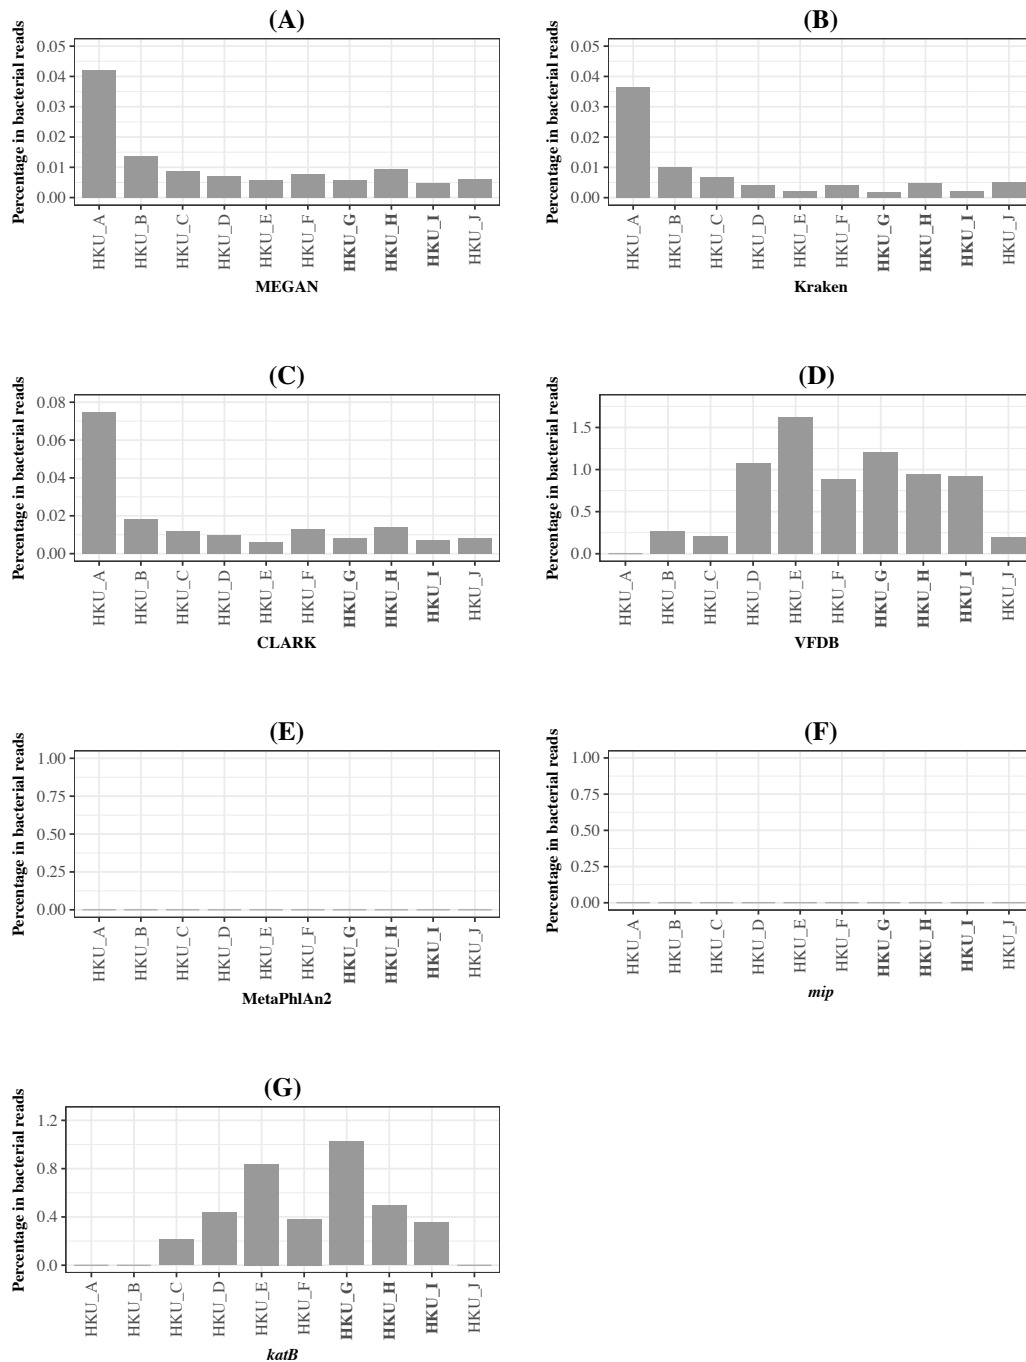 (A)
Percentage in bacterial reads
0.05
0.04
0.03
0.02
0.01
0.00
HKU_A
HKU_B
HKU_C
HKU_D
HKU_E
HKU_F
HKU_G
HKU_H
HKU_I
HKU_J
MEGAN
(B)
Percentage in bacterial reads
0.05
0.04
0.03
0.02
0.01
0.00
HKU_A
HKU_B
HKU_C
HKU_D
HKU_E
HKU_F
HKU_G
HKU_H
HKU_I
HKU_J
Kraken
(C)
Percentage in bacterial reads
0.08
0.06
0.04
0.02
0.00
HKU_A
HKU_B
HKU_C
HKU_D
HKU_E
HKU_F
HKU_G
HKU_H
HKU_I
HKU_J
CLARK
(D)
Percentage in bacterial reads
1.5
1.0
0.5
0.0
HKU_A
HKU_B
HKU_C
HKU_D
HKU_E
HKU_F
HKU_G
HKU_H
HKU_I
HKU_J
VFDB
(E)
Percentage in bacterial reads
1.00
0.75
0.50
0.25
0.00
HKU_A
HKU_B
HKU_C
HKU_D
HKU_E
HKU_F
HKU_G
HKU_H
HKU_I
HKU_J
MetaPhlAn2
(F)
Percentage in bacterial reads
1.00
0.75
0.50
0.25
0.00
HKU_A
HKU_B
HKU_C
HKU_D
HKU_E
HKU_F
HKU_G
HKU_H
HKU_I
HKU_J
mip
(G)
Percentage in bacterial reads
1.2
0.8
0.4
0.0
HKU_A
HKU_B
HKU_C
HKU_D
HKU_E
HKU_F
HKU_G
HKU_H
HKU_I
HKU_J
katB